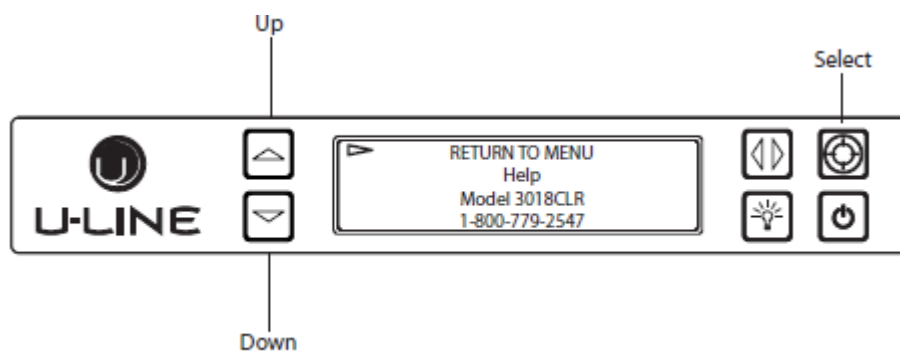 Up
Select
U-LINE
RETURN TO MENU
Help
Model 3018CLR
1-800-779-2547
Down